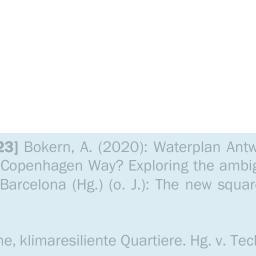 23] Bokern, A. (2020): Waterplan Antw
Copenhagen Way? Exploring the ambig
Barcelona (Hg.) (o. J.): The new squar
ne, klimaresiliente Quartiere. Hg. v. Tec